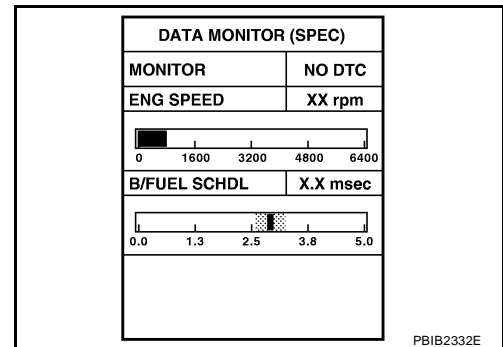 DATA MONITOR (SPEC)
MONITOR NO DTC
ENG SPEED XX rpm
0 1600 3200 4800 6400
B/FUEL SCHDL X.X msec
0.0 1.3 2.5 3.8 5.0
PBIB2332E